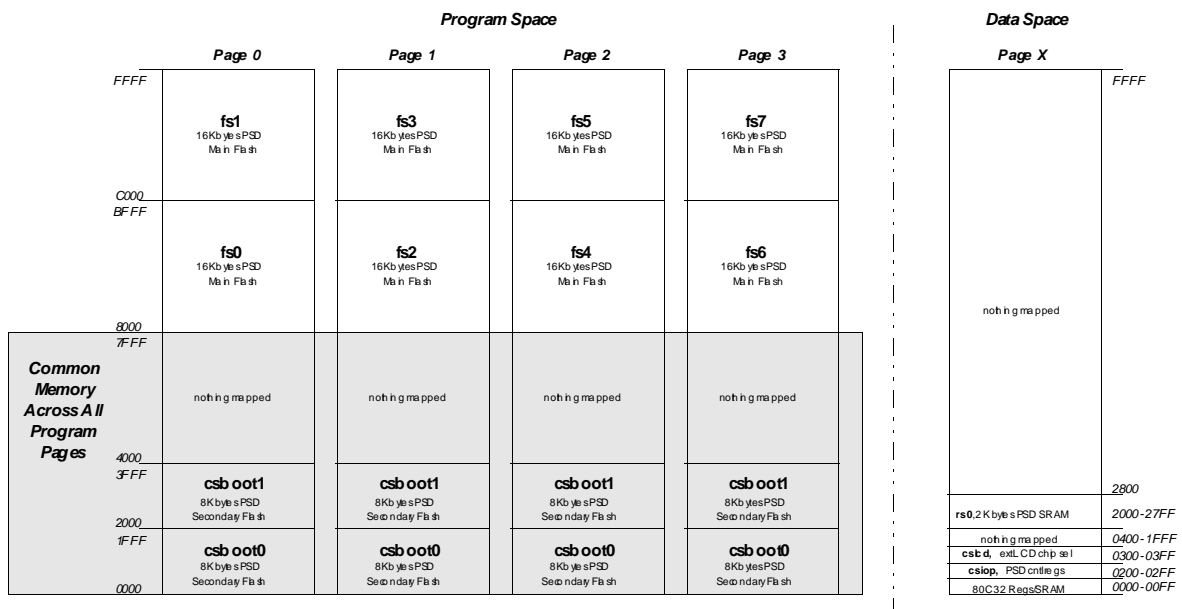 Program Space
Data Space
Page 0
Page 1
Page 2
Page 3
Page X
FFFF
FFFF
fs1
16Kbytes PSD
Main Flash
fs3
16Kbytes PSD
Main Flash
fs5
16Kbytes PSD
Main Flash
fs7
16Kbytes PSD
Main Flash
C000
BFFF
fs0
16Kbytes PSD
Main Flash
fs2
16Kbytes PSD
Main Flash
fs4
16Kbytes PSD
Main Flash
fs6
16Kbytes PSD
Main Flash
nothing mapped
8000
7FFF
Common
Memory
Across All
Program
Pages
nothing mapped
nothing mapped
nothing mapped
nothing mapped
4000
3FFF
csboot1
8Kbytes PSD
Secondary Flash
csboot1
8Kbytes PSD
Secondary Flash
csboot1
8Kbytes PSD
Secondary Flash
csboot1
8Kbytes PSD
Secondary Flash
2000
1FFF
csboot0
8Kbytes PSD
Secondary Flash
csboot0
8Kbytes PSD
Secondary Flash
csboot0
8Kbytes PSD
Secondary Flash
csboot0
8Kbytes PSD
Secondary Flash
0000
2800
rs0, 2Kbytes PSD SRAM
2000-27FF
nothing mapped
0400-1FFF
cslcd, ext LCD chip sel
0300-03FF
csiop, PSD cntl regs
0200-02FF
80C32 Regs/SRAM
0000-00FF